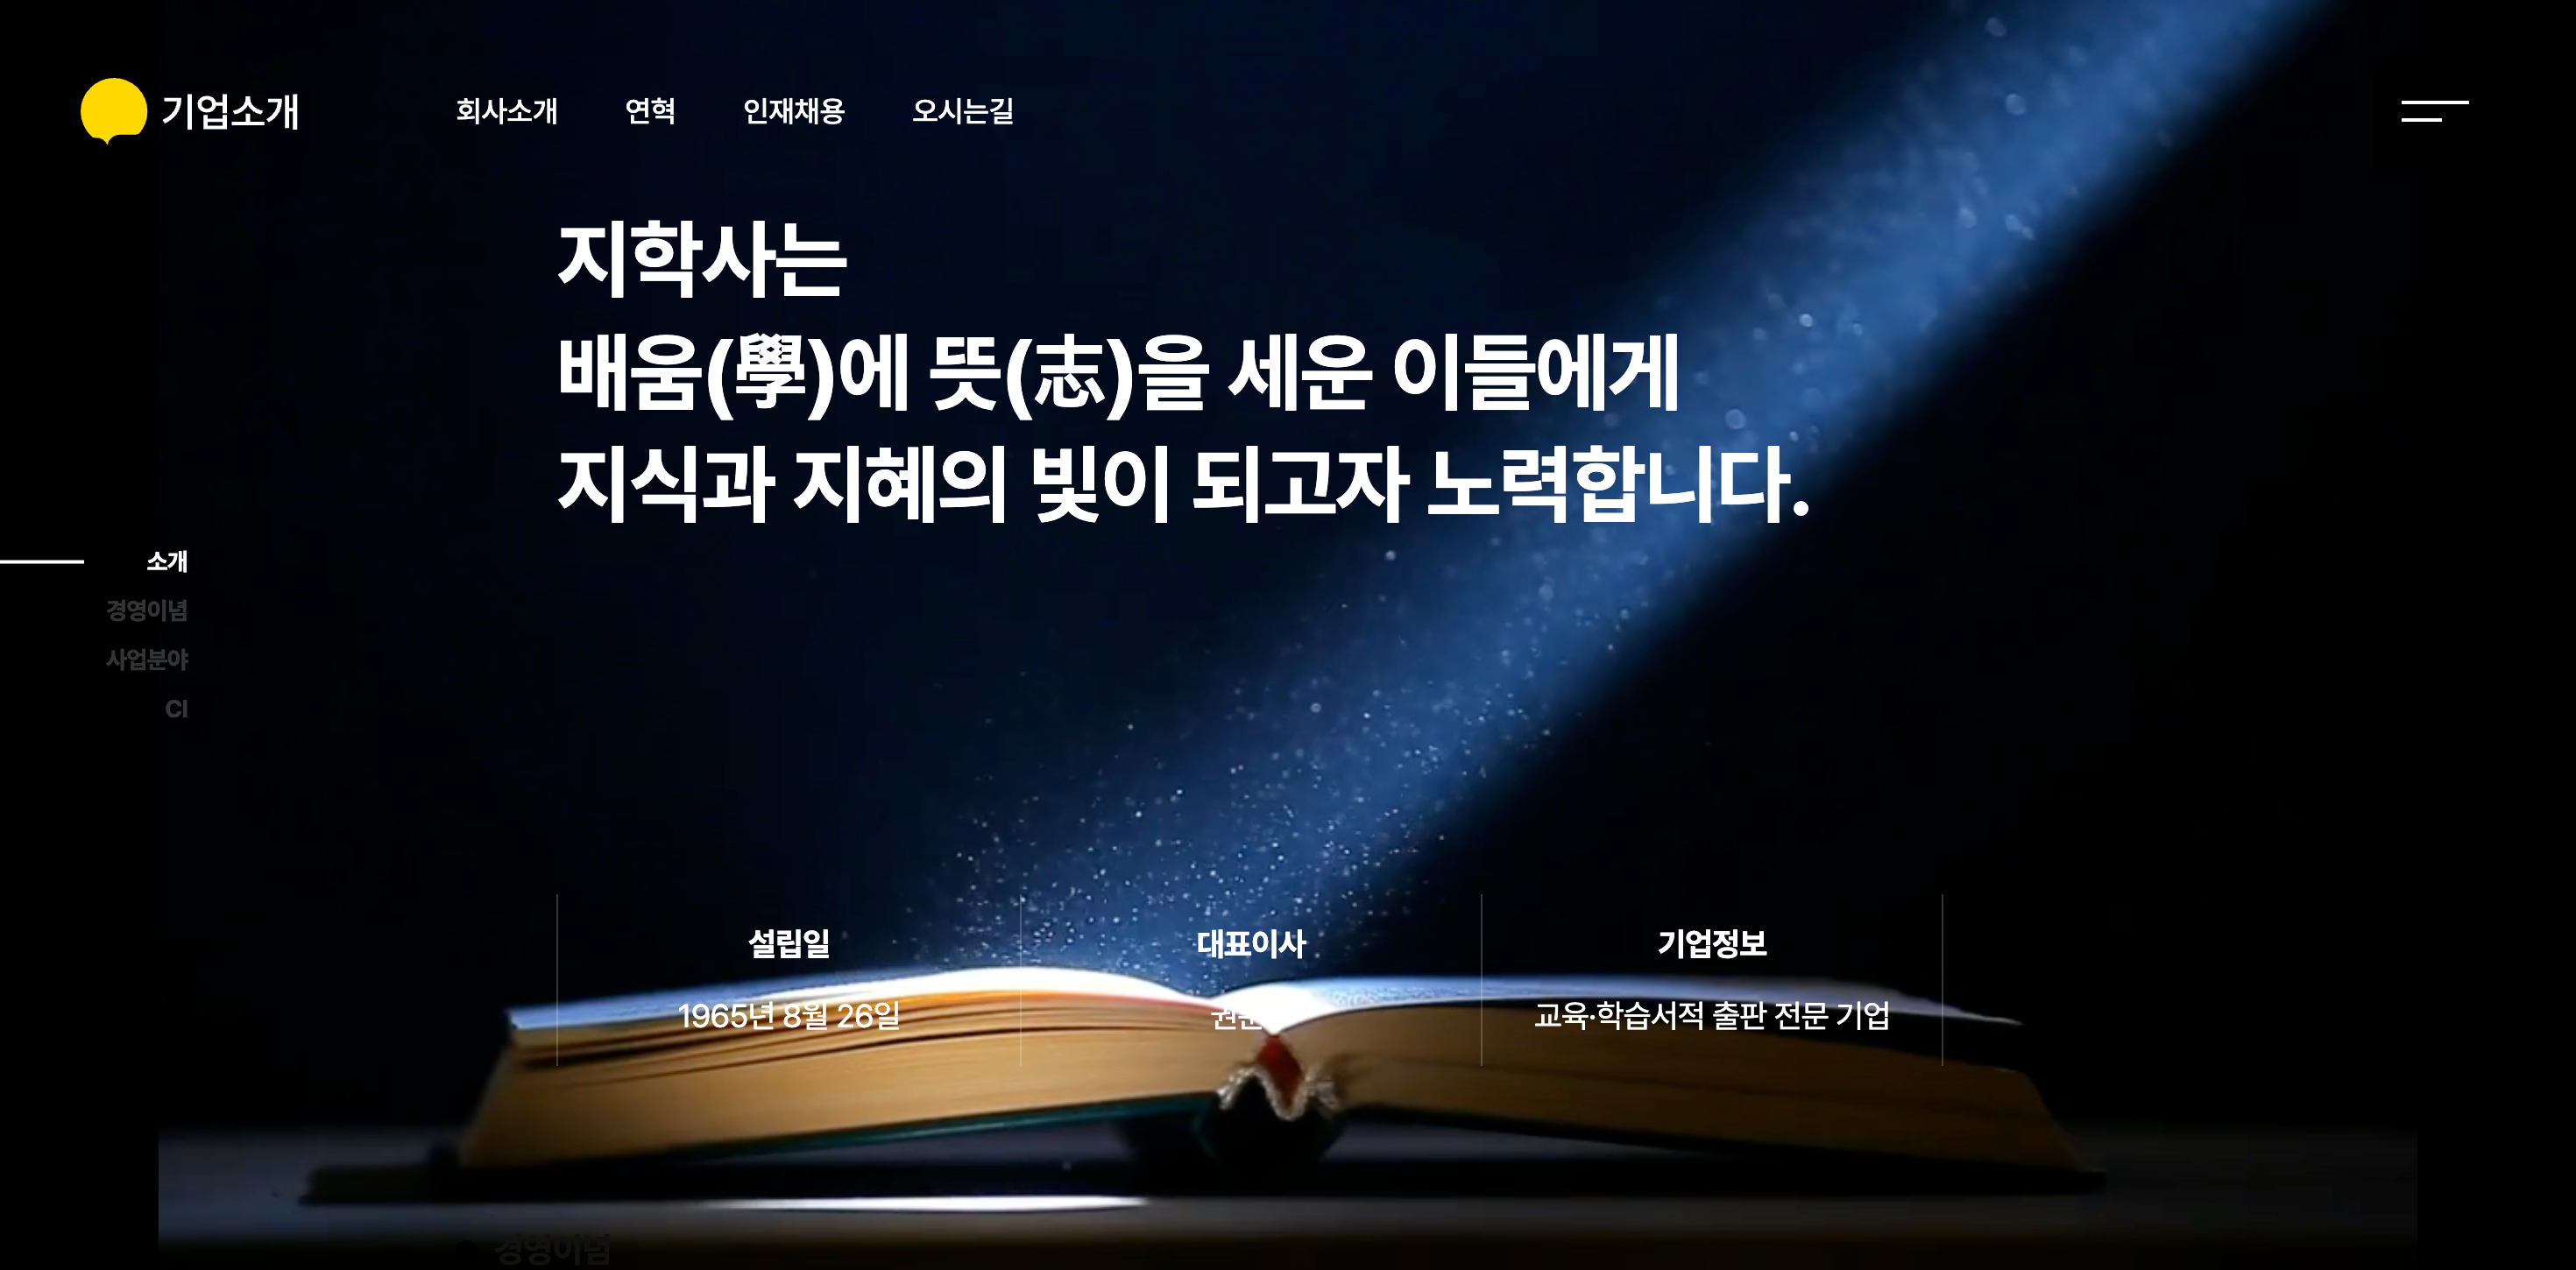 기업소개
회사소개 연혁 인재채용 오시는길
지학사는
배움(學)에 뜻(志)을 세운 이들에게
지식과 지혜의 빛이 되고자 노력합니다.
소개
경영이념
사업분야
CI
설립일
1965년 8월 26일
대표이사
기업정보
교육·학습서적 출판 전문 기업
경영이념